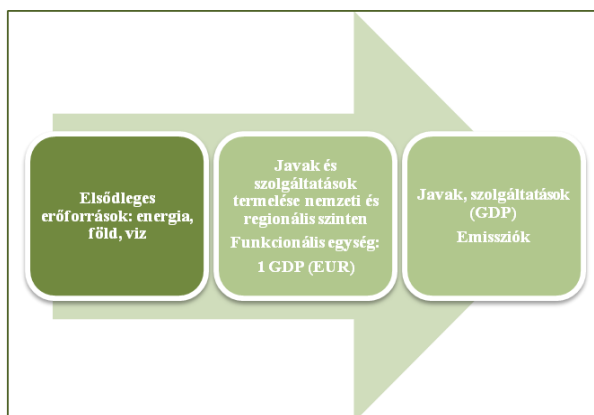 Elsődleges
erőforrások: energia,
föld, viz
Javak és
szolgáltatások
termelése nemzeti és
regionális szinten
Funkcionális egység:
1 GDP (EUR)
Javak, szolgáltatások
(GDP)
Emissziók